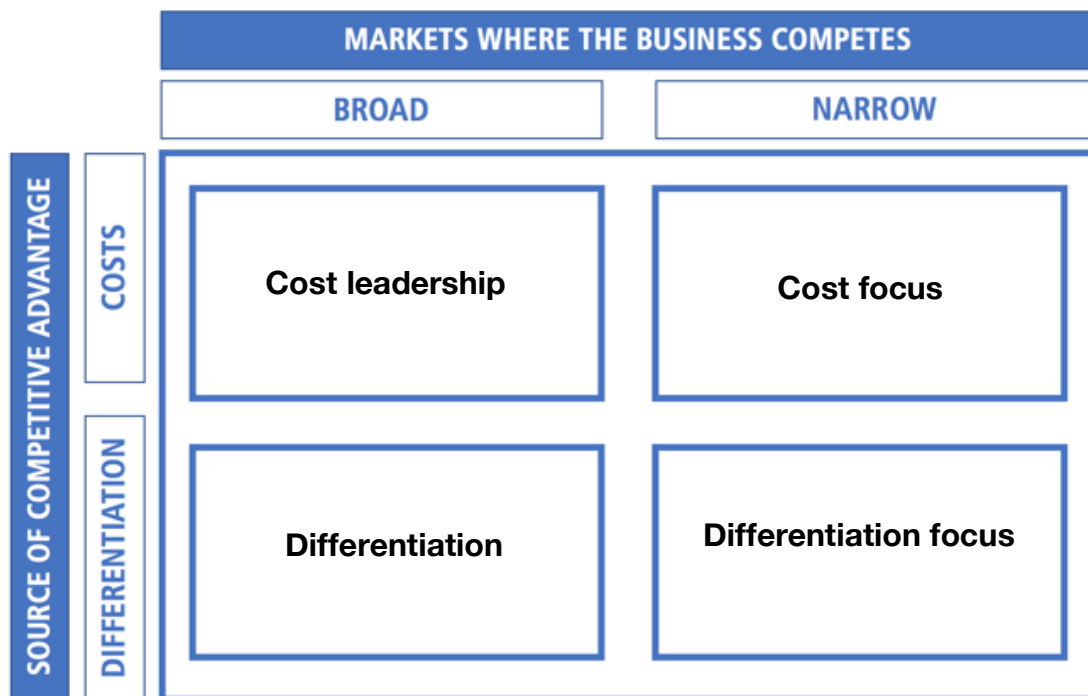 MARKETS WHERE THE BUSINESS COMPETES
BROAD
NARROW
SOURCE OF COMPETITIVE ADVANTAGE
COSTS
Cost leadership
Cost focus
DIFFERENTIATION
Differentiation
Differentiation focus